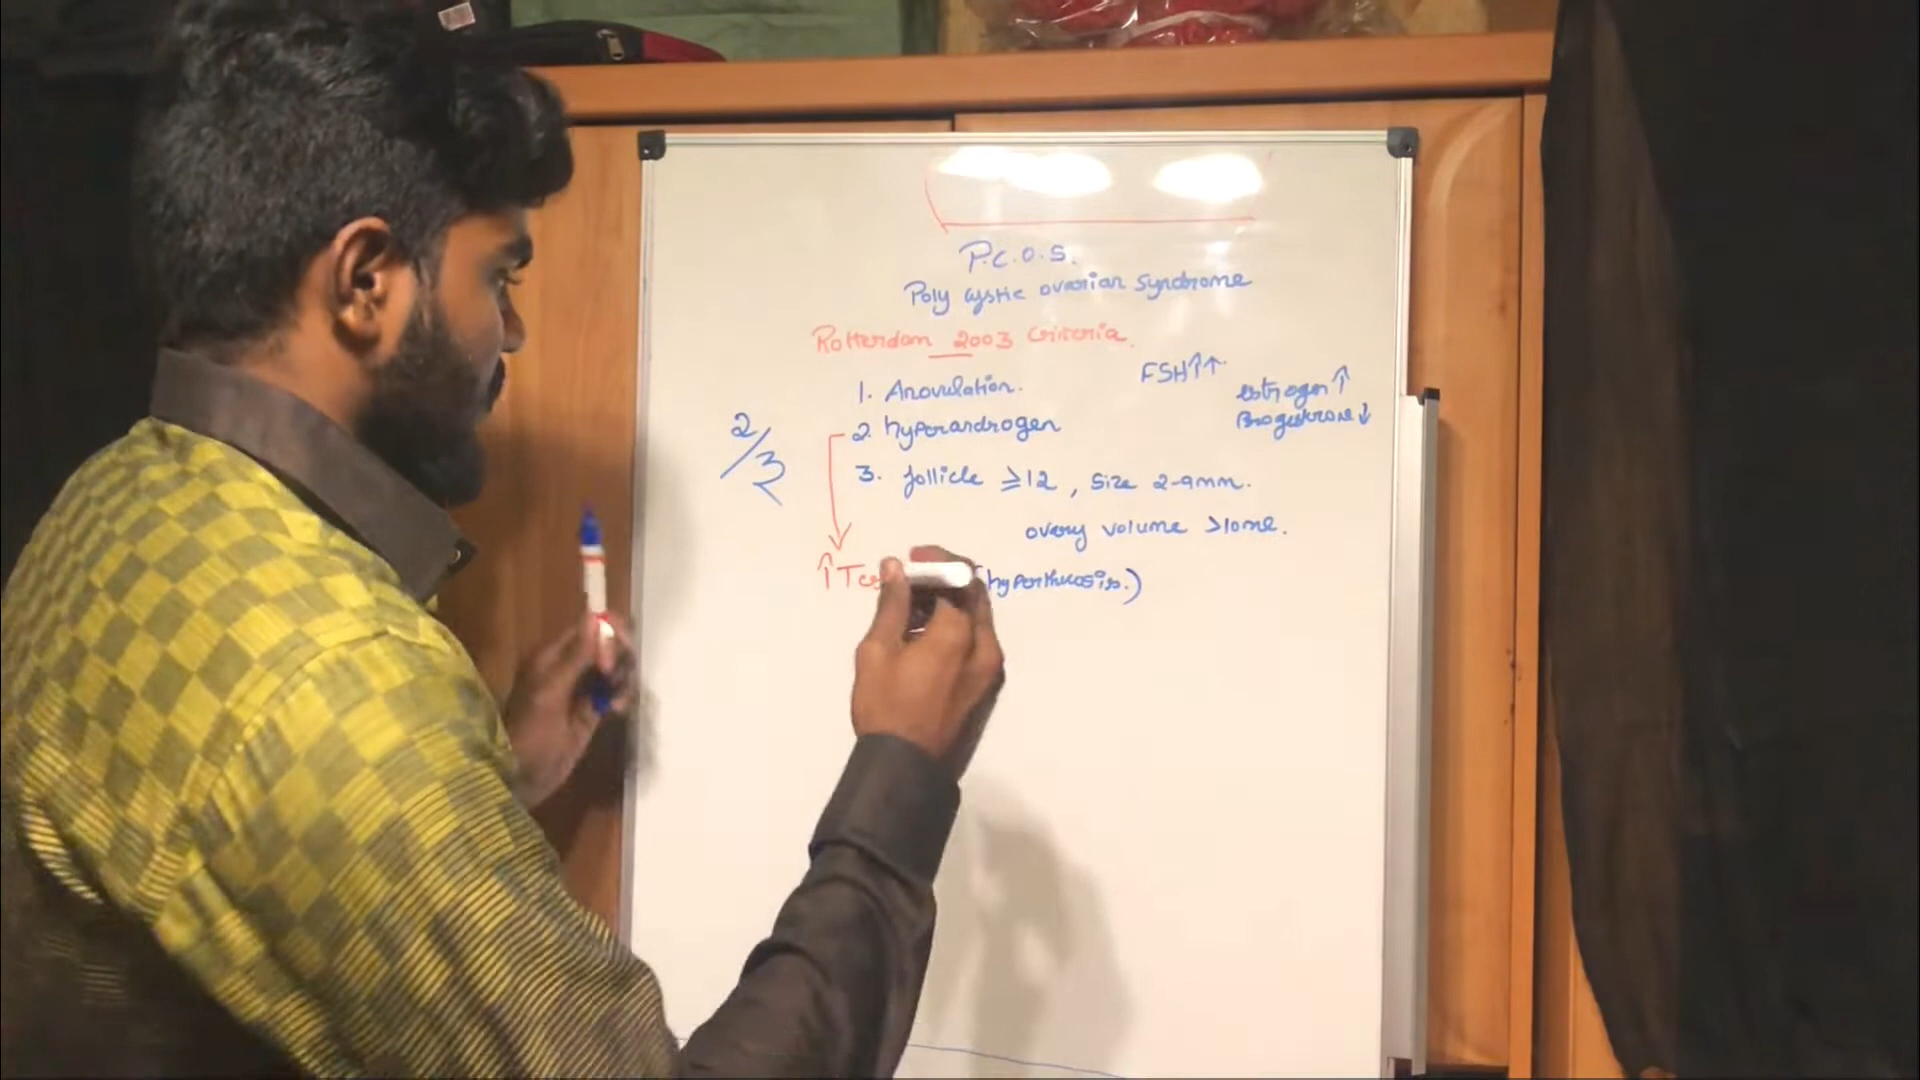 P.C.O.S.
Poly cystic ovarian syndrome
Rotterdam 2003 Criteria.
1. Anovulation.
FSH↑↑
estrogen↑
Progesterone↓
2/3
2. hyperandrogen
3. follicle ≥12, size 2-9mm.
ovary volume >10ml.
↑ (hyperthecosis.)